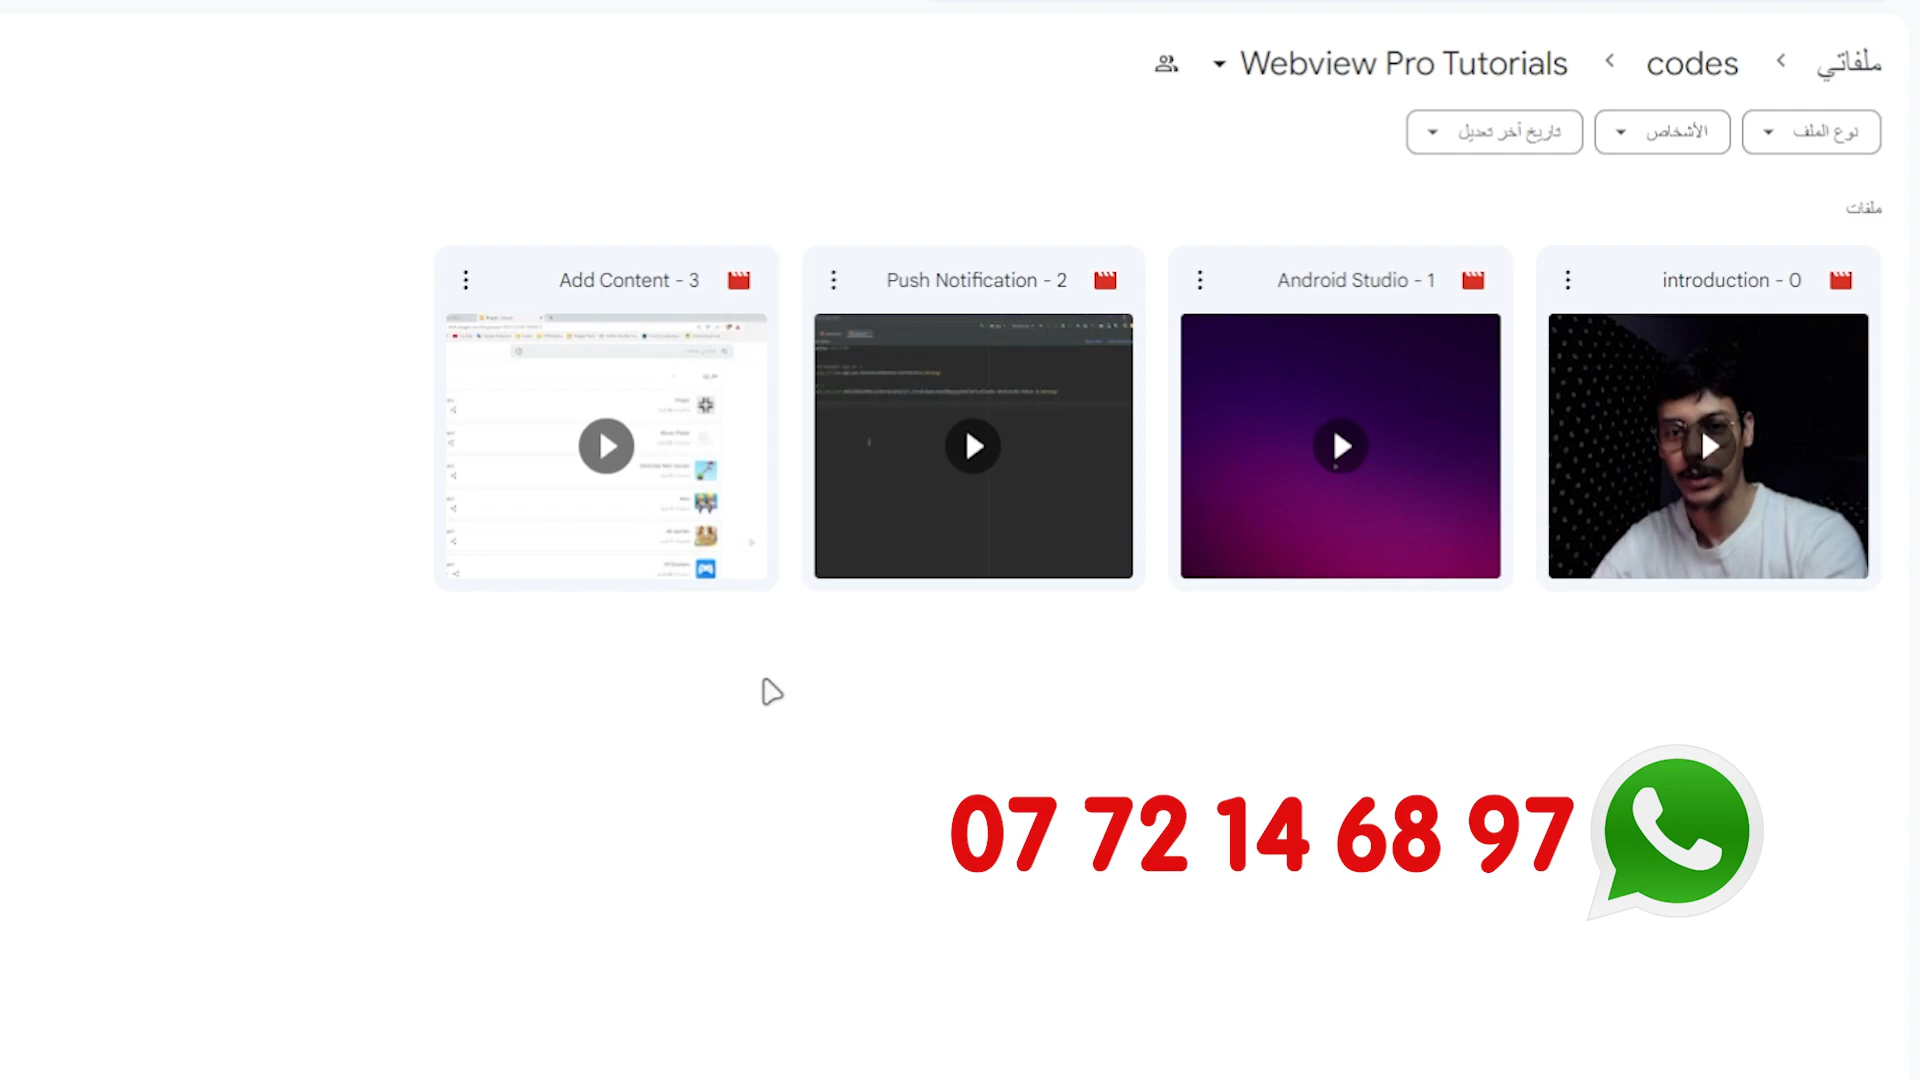 ملفاتي > codes > Webview Pro Tutorials
نوع الملف
الأشخاص
تاريخ آخر تعديل
ملفات
introduction - 0
Android Studio - 1
Push Notification - 2
Add Content - 3
07 72 14 68 97